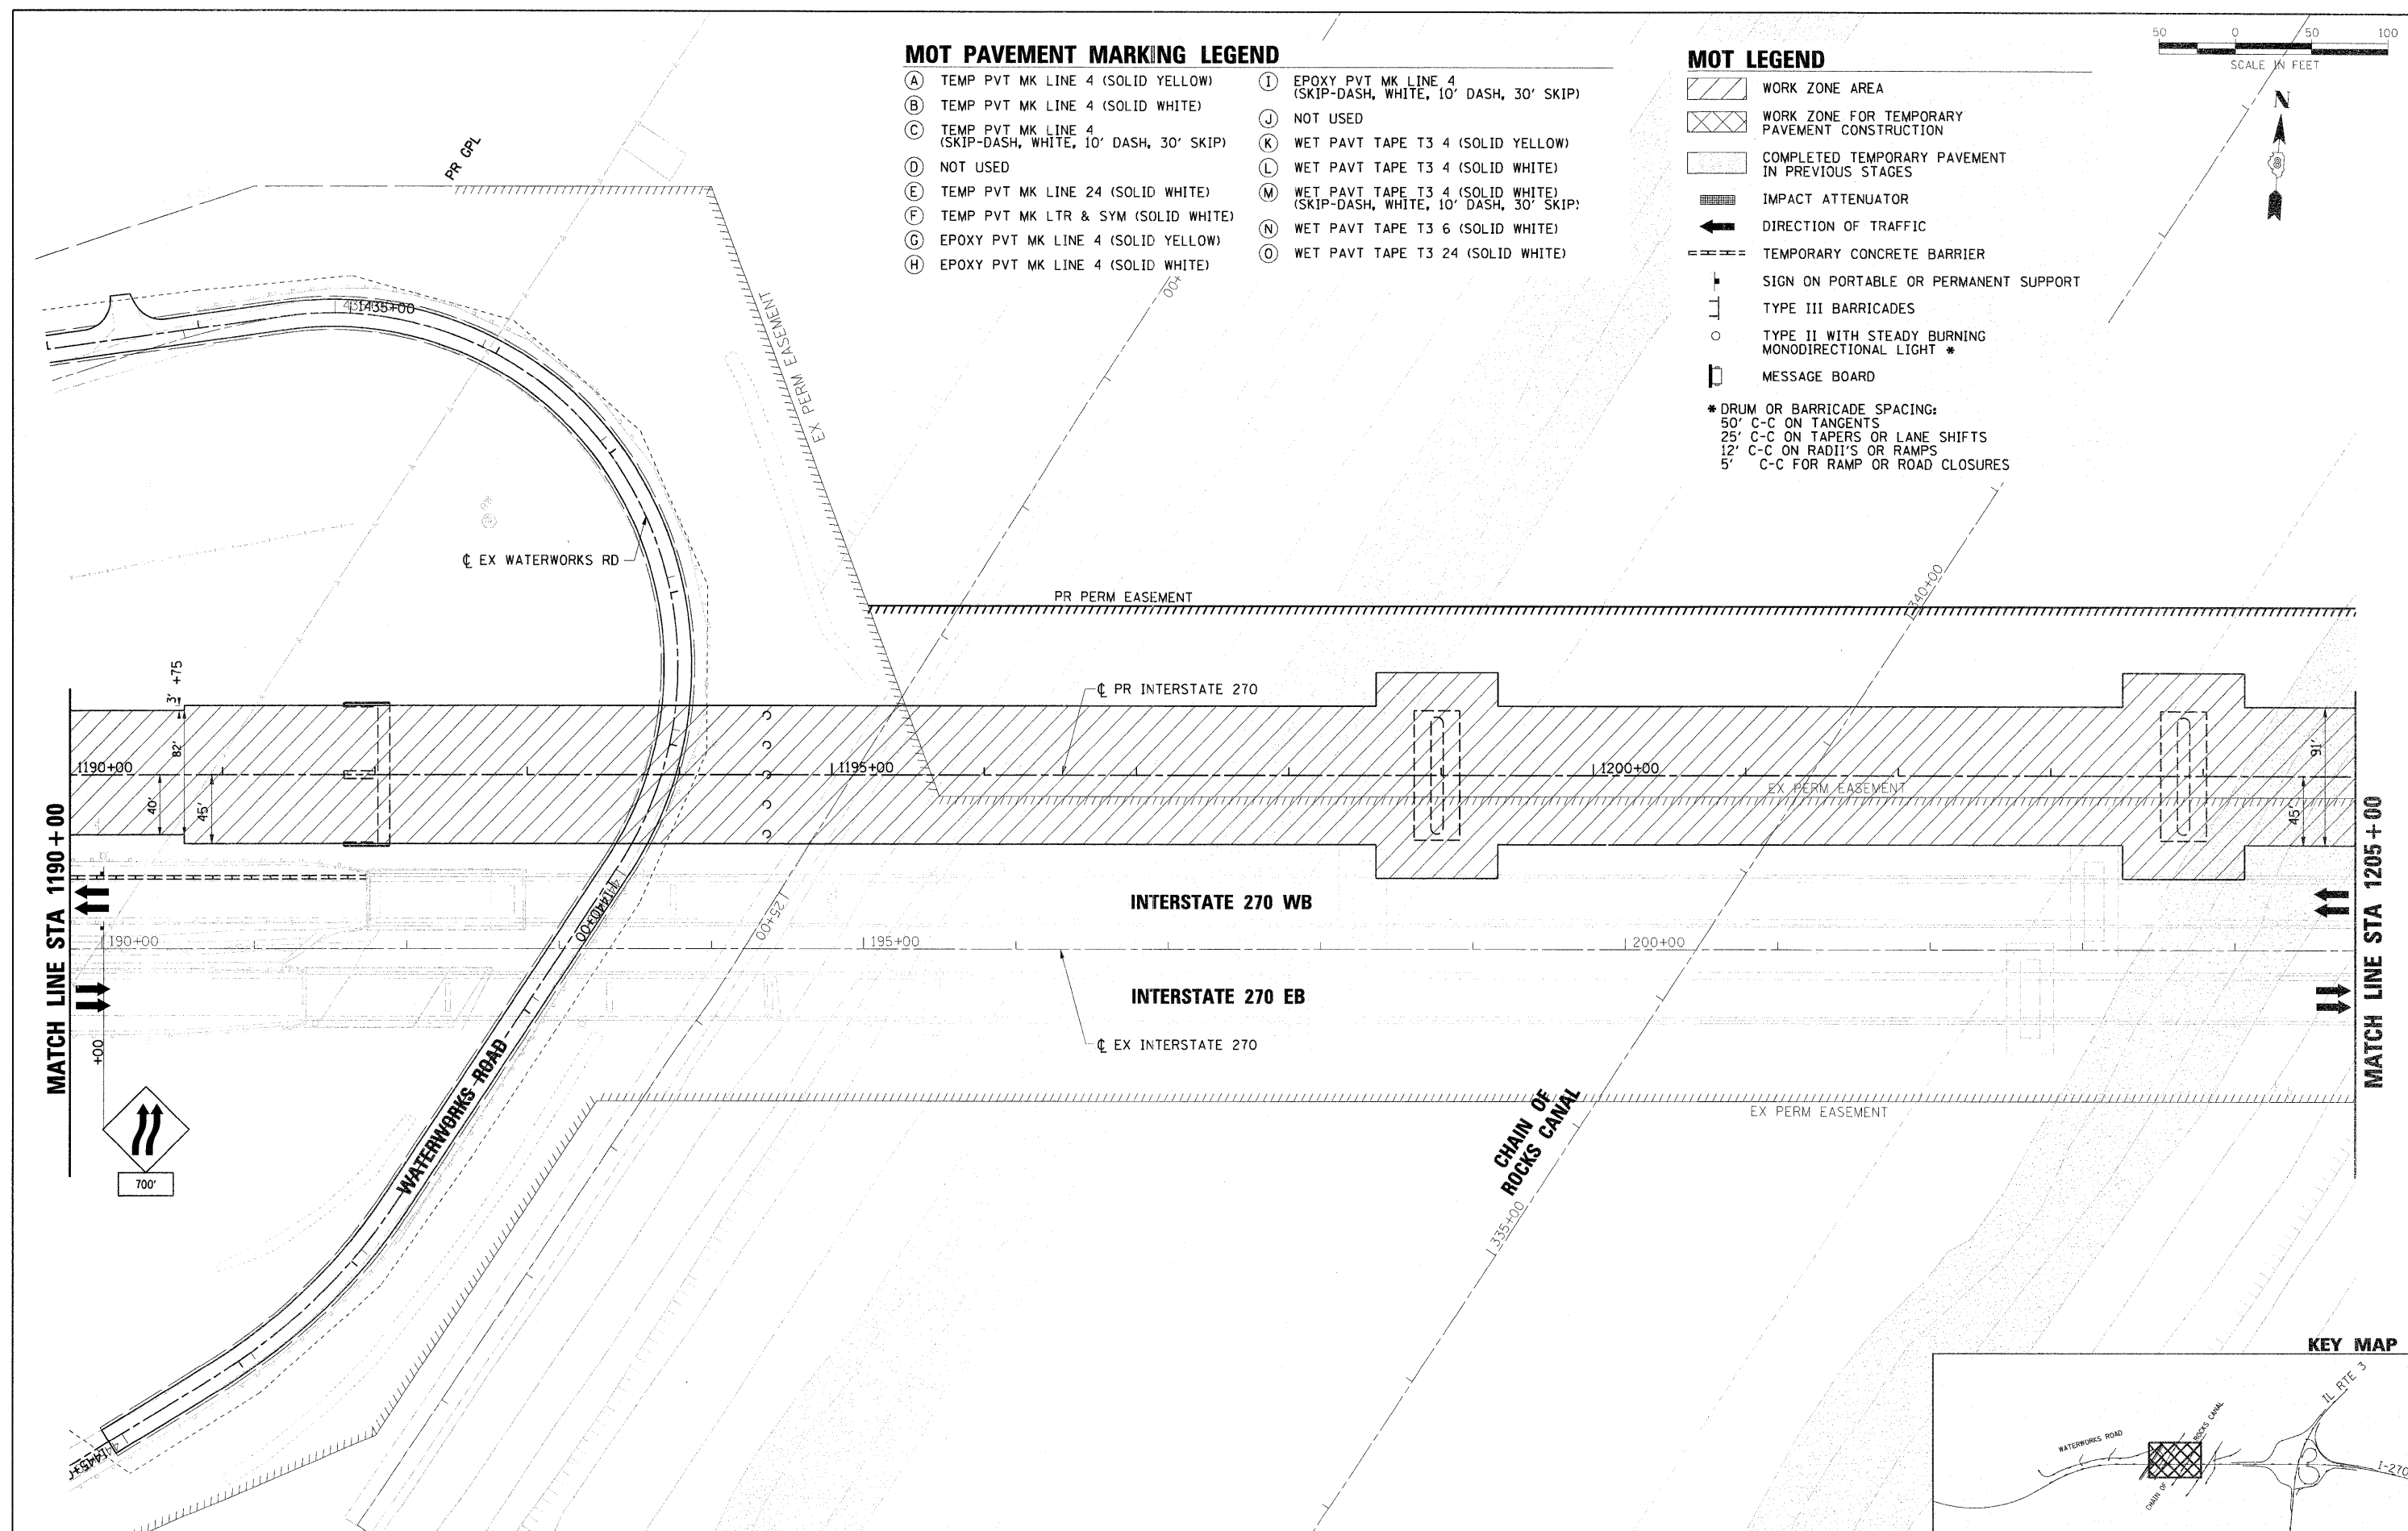 MOT PAVEMENT MARKING LEGEND
A TEMP PVT MK LINE 4 (SOLID YELLOW)
B TEMP PVT MK LINE 4 (SOLID WHITE)
C TEMP PVT MK LINE 4
(SKIP-DASH, WHITE, 10' DASH, 30' SKIP)
D NOT USED
E TEMP PVT MK LINE 24 (SOLID WHITE)
F TEMP PVT MK LTR & SYM (SOLID WHITE)
G EPOXY PVT MK LINE 4 (SOLID YELLOW)
H EPOXY PVT MK LINE 4 (SOLID WHITE)
I EPOXY PVT MK LINE 4
(SKIP-DASH, WHITE, 10' DASH, 30' SKIP)
J NOT USED
K WET PAVT TAPE T3 4 (SOLID YELLOW)
L WET PAVT TAPE T3 4 (SOLID WHITE)
M WET PAVT TAPE T3 4 (SOLID WHITE)
(SKIP-DASH, WHITE, 10' DASH, 30' SKIP)
N WET PAVT TAPE T3 6 (SOLID WHITE)
O WET PAVT TAPE T3 24 (SOLID WHITE)
MOT LEGEND
WORK ZONE AREA
WORK ZONE FOR TEMPORARY
PAVEMENT CONSTRUCTION
COMPLETED TEMPORARY PAVEMENT
IN PREVIOUS STAGES
IMPACT ATTENUATOR
DIRECTION OF TRAFFIC
TEMPORARY CONCRETE BARRIER
SIGN ON PORTABLE OR PERMANENT SUPPORT
TYPE III BARRICADES
TYPE II WITH STEADY BURNING
MONODIRECTIONAL LIGHT *
MESSAGE BOARD
* DRUM OR BARRICADE SPACING:
50' C-C ON TANGENTS
25' C-C ON TAPERS OR LANE SHIFTS
12' C-C ON RADII'S OR RAMPS
5' C-C FOR RAMP OR ROAD CLOSURES
50 0 50 100
SCALE IN FEET
N
PR GPL
1435+00
EX PERM EASEMENT
00+
℄ EX WATERWORKS RD
PR PERM EASEMENT
340+00
℄ PR INTERSTATE 270
3' +75
82'
40'
45'
1190+00
1195+00
1200+00
EX PERM EASEMENT
91'
45'
MATCH LINE STA 1190+00
MATCH LINE STA 1205+00
1440+00
125+00
INTERSTATE 270 WB
190+00
195+00
200+00
INTERSTATE 270 EB
℄ EX INTERSTATE 270
+00
700'
WATERWORKS ROAD
EX PERM EASEMENT
CHAIN OF
ROCKS CANAL
335+00
KEY MAP
IL RTE 3
WATERWORKS ROAD
CHAIN OF
ROCKS CANAL
I-270